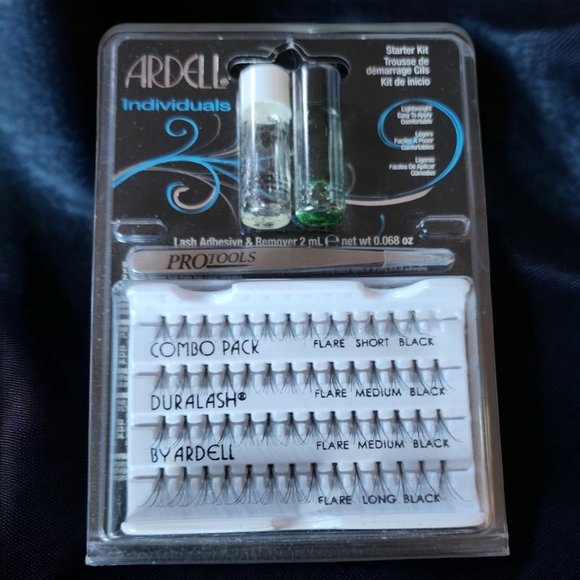 ARDELL®
Individuals
Starter Kit
Trousse de
démarrage Cils
Kit de inicio
Lightweight
Easy To Apply
Comfortable
Légers
Faciles A Poser
Confortables
Ligeras
Fáciles De Aplicar
Cómodas
Lash Adhesive & Remover 2 mL ℮ net wt 0.068 oz
PROTOOLS
COMBO PACK FLARE SHORT BLACK
DURALASH® FLARE MEDIUM BLACK
BY ARDELL FLARE MEDIUM BLACK
FLARE LONG BLACK